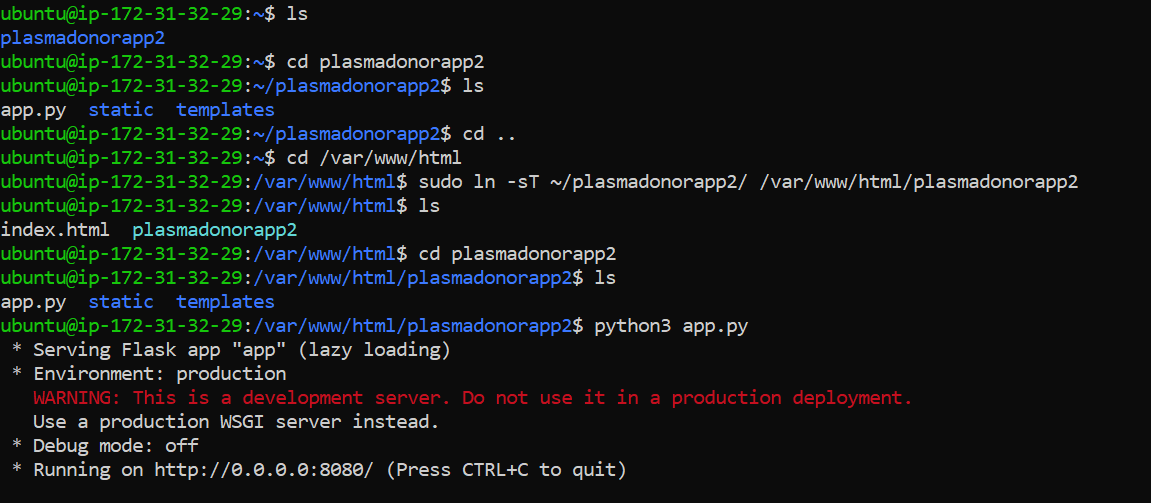 ubuntu@ip-172-31-32-29:~$ ls
plasmadonorapp2
ubuntu@ip-172-31-32-29:~$ cd plasmadonorapp2
ubuntu@ip-172-31-32-29:~/plasmadonorapp2$ ls
app.py  static  templates
ubuntu@ip-172-31-32-29:~/plasmadonorapp2$ cd ..
ubuntu@ip-172-31-32-29:~$ cd /var/www/html
ubuntu@ip-172-31-32-29:/var/www/html$ sudo ln -sT ~/plasmadonorapp2/ /var/www/html/plasmadonorapp2
ubuntu@ip-172-31-32-29:/var/www/html$ ls
index.html  plasmadonorapp2
ubuntu@ip-172-31-32-29:/var/www/html$ cd plasmadonorapp2
ubuntu@ip-172-31-32-29:/var/www/html/plasmadonorapp2$ ls
app.py  static  templates
ubuntu@ip-172-31-32-29:/var/www/html/plasmadonorapp2$ python3 app.py
 * Serving Flask app "app" (lazy loading)
 * Environment: production
   WARNING: This is a development server. Do not use it in a production deployment.
   Use a production WSGI server instead.
 * Debug mode: off
 * Running on http://0.0.0.0:8080/ (Press CTRL+C to quit)